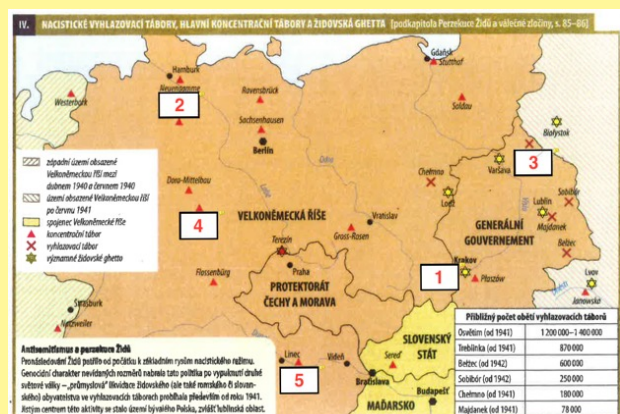 IV. NACISTICKÉ VYHLAZOVACÍ TÁBORY, HLAVNÍ KONCENTRAČNÍ TÁBORY A ŽIDOVSKÁ GHETTA [podkapitola Perzekuce Židů a válečné zločiny, s. 85–86]
Gdaňsk
Stutthof
Hamburk
Neuengamme
Westerbork
Ravensbrück
2
Soldau
Sachsenhausen
Berlín
Białystok
3
Varšava
Chełmno
Lodž
západní území obsazené
Velkoněmeckou říší mezi
dubnem 1940 a červnem 1940
území obsazené Velkoněmeckou říší
po červnu 1941
spojenec Velkoněmecké říše
koncentrační tábor
vyhlazovací tábor
významné židovské ghetto
Odra
Labe
Visla
Dora-Mittelbau
4
VELKONĚMECKÁ ŘÍŠE
Vratislav
Gross-Rosen
Sobibór
Lublin
Majdanek
GENERÁLNÍ
GOUVERNEMENT
Bełżec
Terezín
Praha
Flossenbürg
PROTEKTORÁT
ČECHY A MORAVA
1
Krakov
Płaszów
Lvov
Janowska
Štrasburk
Natzweiler
SLOVENSKÝ
STÁT
Sereď
Linec
Vídeň
5
Bratislava
Budapešť
MAĎARSKO
Antisemitismus a perzekuce Židů
Pronásledování Židů patřilo od počátku k základním rysům nacistického režimu.
Genocidní charakter nevídaných rozměrů nabrala tato politika po vypuknutí druhé
světové války – „průmyslová“ likvidace židovského (ale také romského či slovan-
ského) obyvatelstva ve vyhlazovacích táborech probíhala především od roku 1941.
Jistým centrem této aktivity se stalo území bývalého Polska, zvlášť lublinská oblast.
Přibližný počet obětí vyhlazovacích táborů
Osvětim (od 1941) 1 200 000–1 400 000
Treblinka (od 1941) 870 000
Bełżec (od 1942) 600 000
Sobibór (od 1942) 250 000
Chełmno (od 1941) 180 000
Majdanek (od 1941) 78 000